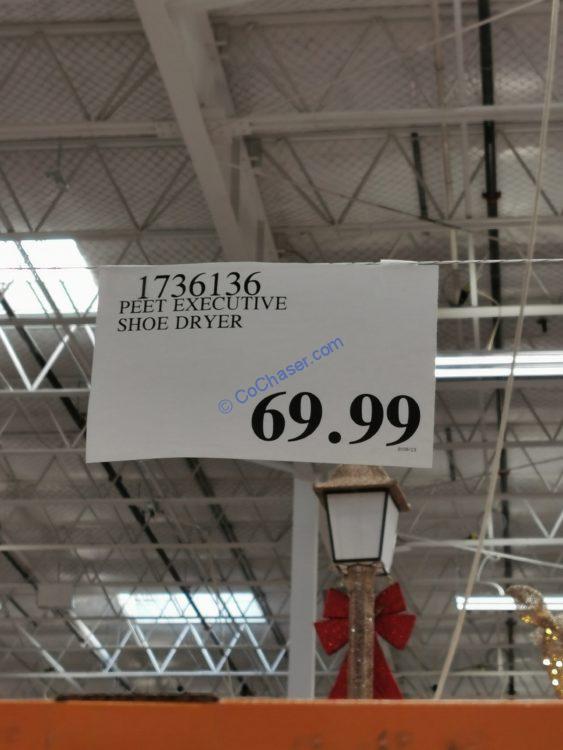 1736136
PEET EXECUTIVE
SHOE DRYER
© CoChaser.com
69.99